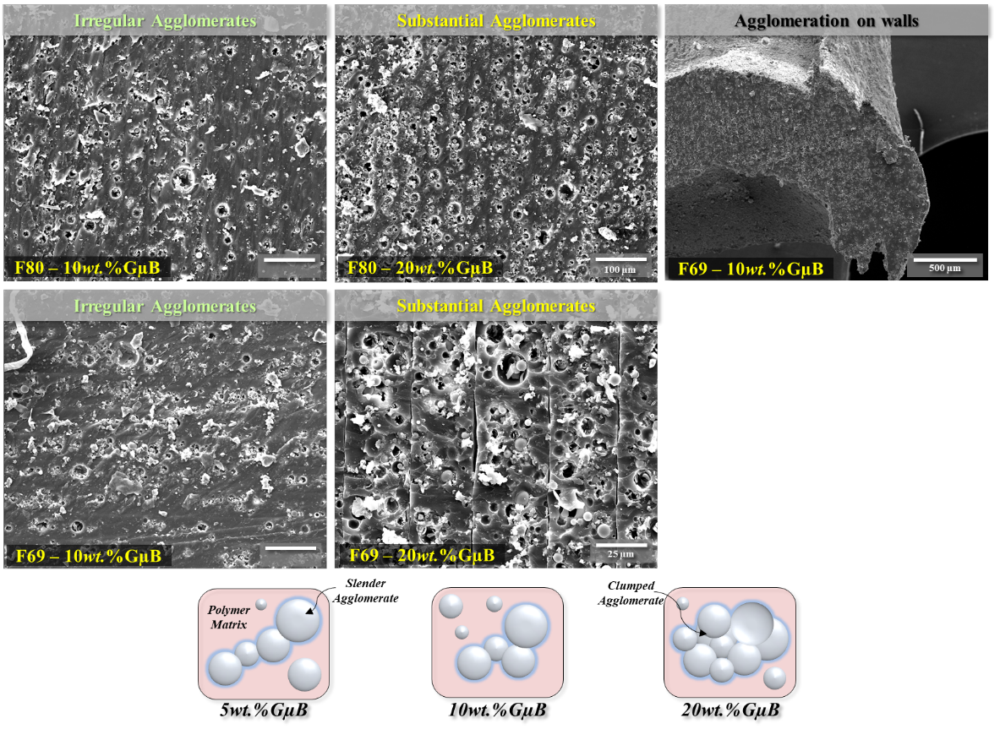 Irregular Agglomerates
Substantial Agglomerates
Agglomeration on walls
F80 – 10wt.%GµB
F80 – 20wt.%GµB
100 µm
F69 – 10wt.%GµB
500 µm
Irregular Agglomerates
Substantial Agglomerates
F69 – 10wt.%GµB
F69 – 20wt.%GµB
25 µm
Polymer
Matrix
Slender
Agglomerate
Clumped
Agglomerate
5wt.%GµB
10wt.%GµB
20wt.%GµB